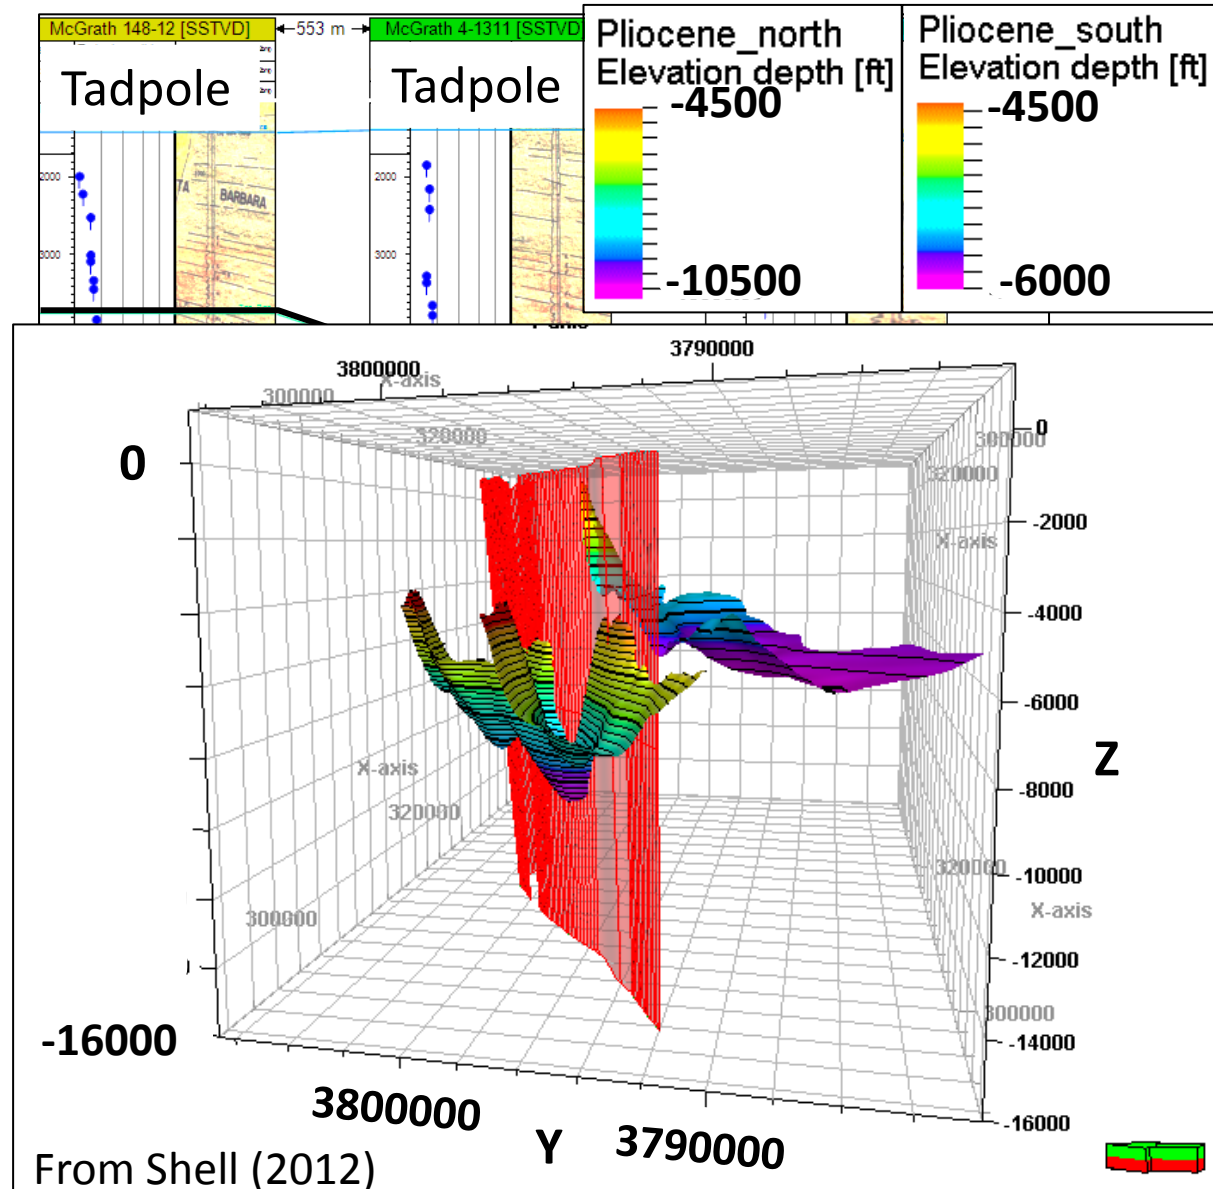 McGrath 148-12 [SSTVD]
553 m
McGrath 4-1311 [SSTVD
Tadpole
Tadpole
2000
3000
TA
BARBARA
2000
3000
Pliocene_north
Elevation depth [ft]
-4500
-10500
Pliocene_south
Elevation depth [ft]
-4500
-6000
3800000
3790000
X-axis
300000
320000
0
0
300000
320000
X-axis
-2000
-4000
-6000
Z
-8000
-10000
-12000
-14000
-16000
X-axis
320000
300000
320000
X-axis
300000
-16000
3800000
Y
3790000
From Shell (2012)